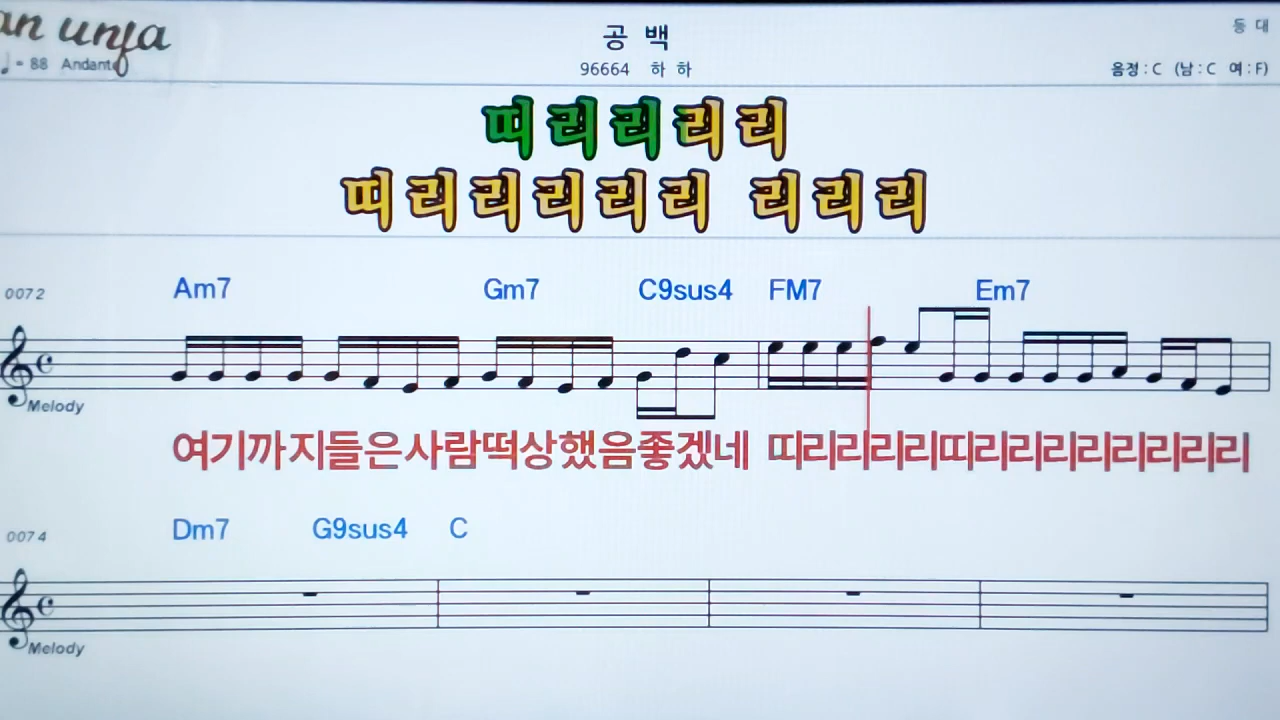 an unfa
공백
등대
♩= 88 Andante
96664 하하
음정 : C (남 : C 여 : F)
띠리리리리
띠리리리리리 리리리
0072
Am7 Gm7 C9sus4 FM7 Em7
Melody
여기까지들은사람떡상했음좋겠네 띠리리리리띠리리리리리리리리
0074
Dm7 G9sus4 C
Melody